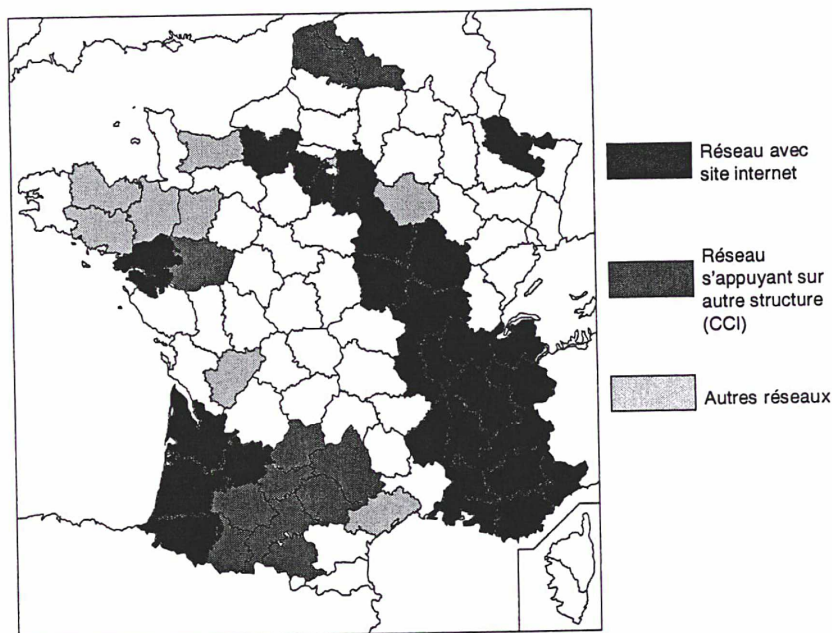 Réseau avec
site internet
Réseau
s'appuyant sur
autre structure
(CCI)
Autres réseaux